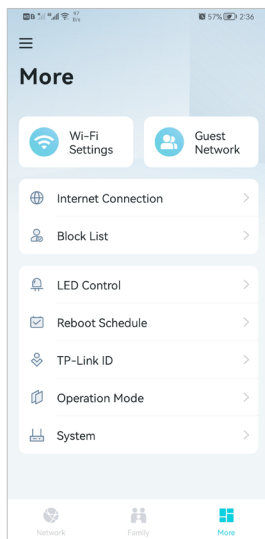 57% 2:36
More
Wi-Fi
Settings
Guest
Network
Internet Connection
Block List
LED Control
Reboot Schedule
TP-Link ID
Operation Mode
System
Network
Family
More